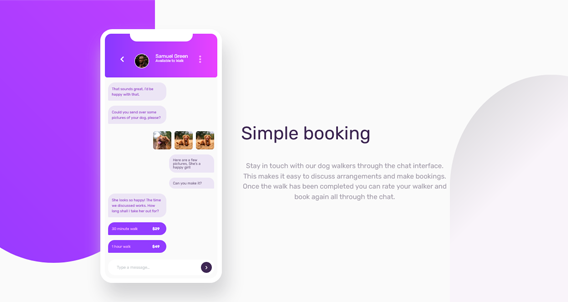 Samuel Green
Available to Walk
That sounds great. I'd be
happy with that.
Could you send over some
pictures of your dog, please?
Here are a few
pictures. She's a
happy girl!
Can you make it?
She looks so happy! The time
we discussed works. How
long shall I take her out for?
30 minute walk $29
1 hour walk $49
Type a message…
Simple booking
Stay in touch with our dog walkers through the chat interface.
This makes it easy to discuss arrangements and make bookings.
Once the walk has been completed you can rate your walker and
book again all through the chat.